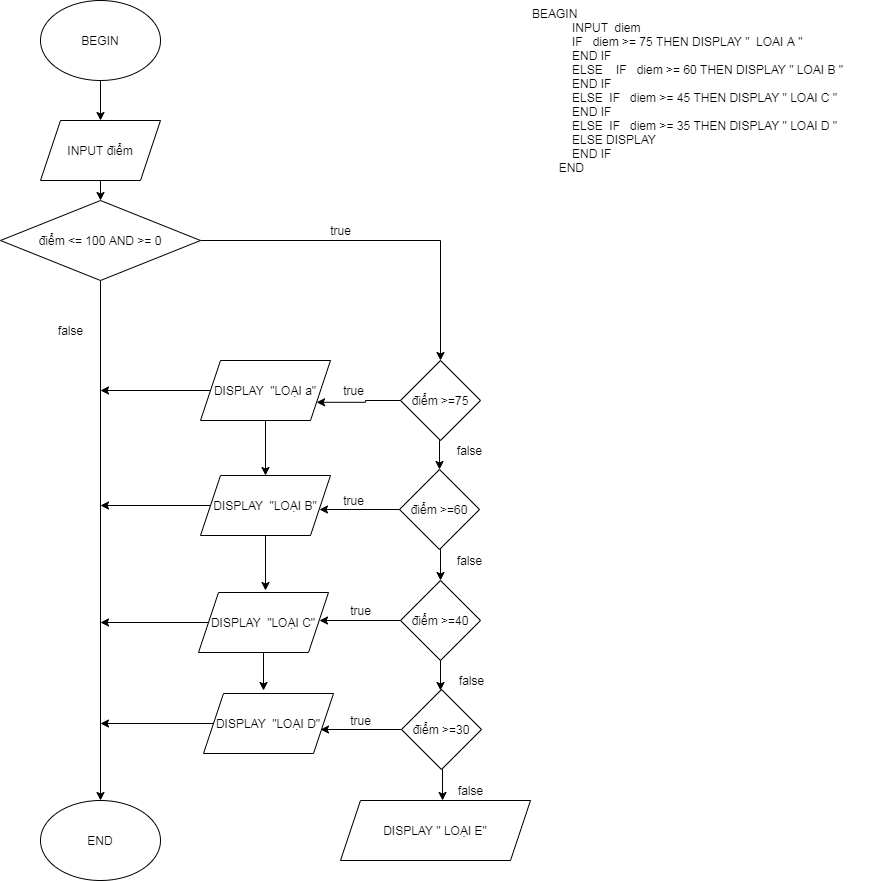 BEGIN
INPUT điểm
điểm <= 100 AND >= 0
true
false
điểm >=75
true
DISPLAY "LOẠI a"
false
điểm >=60
true
DISPLAY "LOẠI B"
false
điểm >=40
true
DISPLAY "LOẠI C"
false
điểm >=30
true
DISPLAY "LOẠI D"
false
DISPLAY " LOẠI E"
END
BEAGIN
INPUT diem
IF diem >= 75 THEN DISPLAY " LOAI A "
END IF
ELSE IF diem >= 60 THEN DISPLAY " LOAI B "
END IF
ELSE IF diem >= 45 THEN DISPLAY " LOAI C "
END IF
ELSE IF diem >= 35 THEN DISPLAY " LOAI D "
ELSE DISPLAY
END IF
END